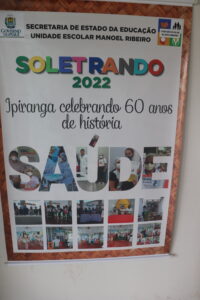 SECRETARIA DE ESTADO DA EDUCAÇÃO
UNIDADE ESCOLAR MANOEL RIBEIRO
SOLETRANDO
2022
Ipiranga celebrando 60 anos
de história
SAÚDE